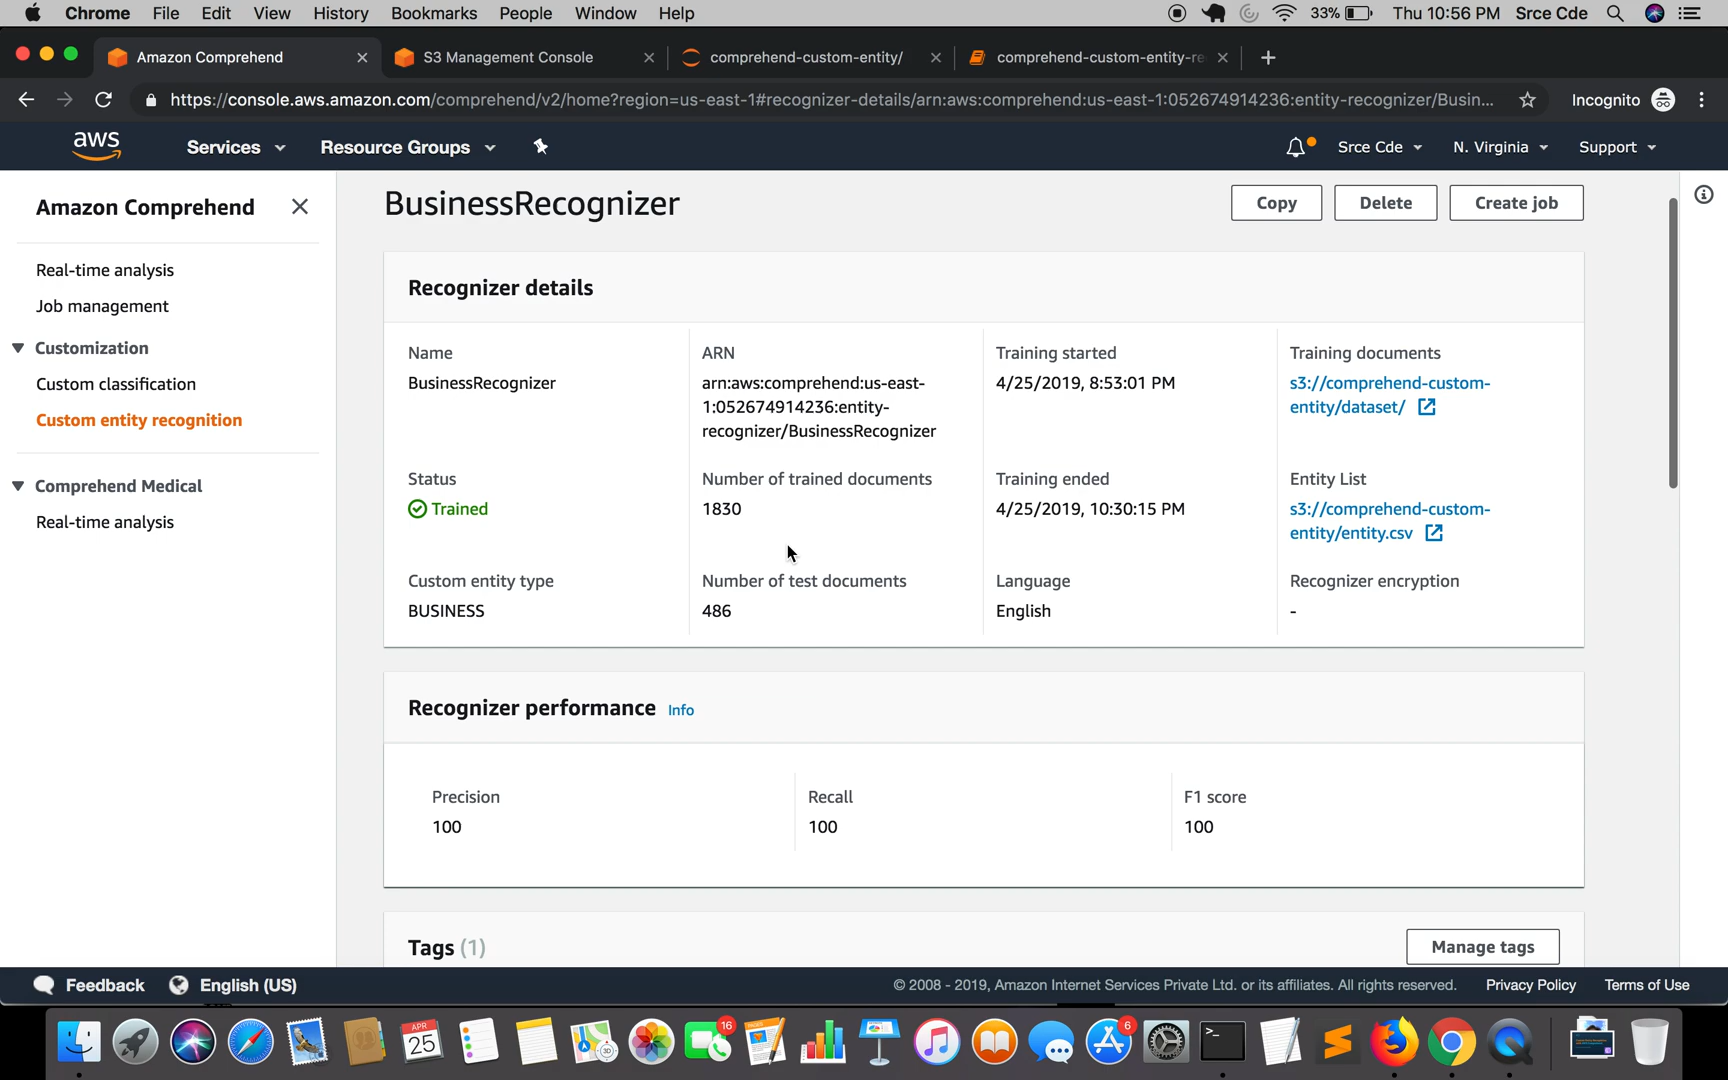 Chrome File Edit View History Bookmarks People Window Help 33% Thu 10:56 PM Srce Cde
Amazon Comprehend S3 Management Console comprehend-custom-entity/ comprehend-custom-entity-re
https://console.aws.amazon.com/comprehend/v2/home?region=us-east-1#recognizer-details/arn:aws:comprehend:us-east-1:052674914236:entity-recognizer/Busin... Incognito
aws Services Resource Groups Srce Cde N. Virginia Support
Amazon Comprehend
Real-time analysis
Job management
Customization
Custom classification
Custom entity recognition
Comprehend Medical
Real-time analysis
BusinessRecognizer Copy Delete Create job
Recognizer details
Name
BusinessRecognizer
ARN
arn:aws:comprehend:us-east-
1:052674914236:entity-
recognizer/BusinessRecognizer
Training started
4/25/2019, 8:53:01 PM
Training documents
s3://comprehend-custom-
entity/dataset/
Status
Trained
Number of trained documents
1830
Training ended
4/25/2019, 10:30:15 PM
Entity List
s3://comprehend-custom-
entity/entity.csv
Custom entity type
BUSINESS
Number of test documents
486
Language
English
Recognizer encryption
-
Recognizer performance Info
Precision
100
Recall
100
F1 score
100
Tags (1) Manage tags
Feedback English (US) © 2008 - 2019, Amazon Internet Services Private Ltd. or its affiliates. All rights reserved. Privacy Policy Terms of Use
APR
25
3D
16
6